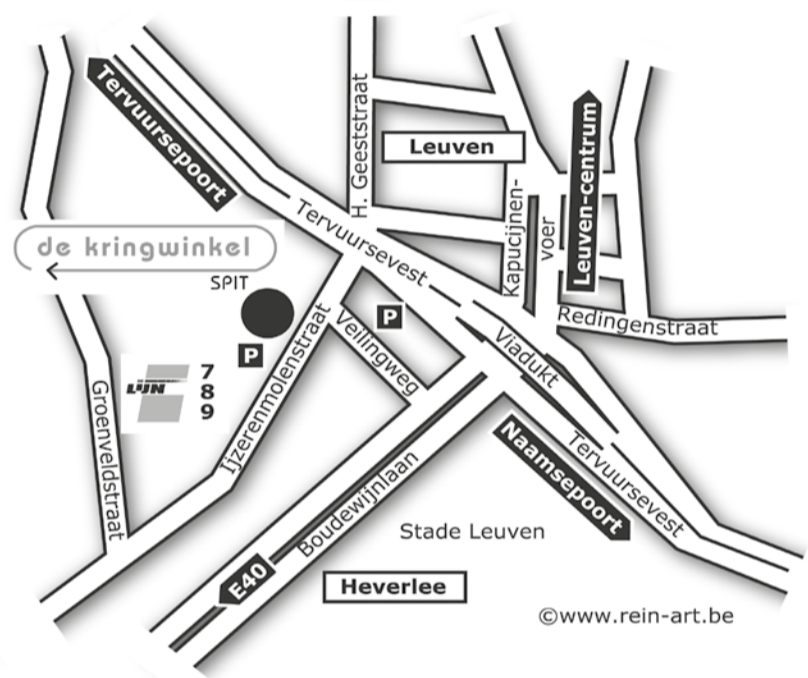 Tervuursepoort
H. Geeststraat
Leuven
Leuven-centrum
Kapucijnen-
voer
Tervuursevest
de kringwinkel
SPIT
P
P
Redingenstraat
Viadukt
Veilingweg
Ijzerenmolenstraat
LIJN
7
8
9
Groenveldstraat
Naamsepoort
Tervuursevest
Boudewijnlaan
Stade Leuven
E40
Heverlee
©www.rein-art.be